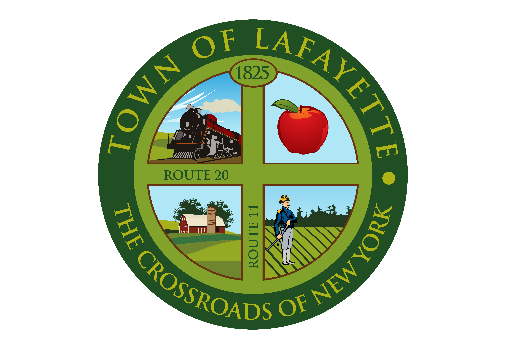 TOWN OF LAFAYETTE
1825
ROUTE 20
ROUTE 11
THE CROSSROADS OF NEW YORK